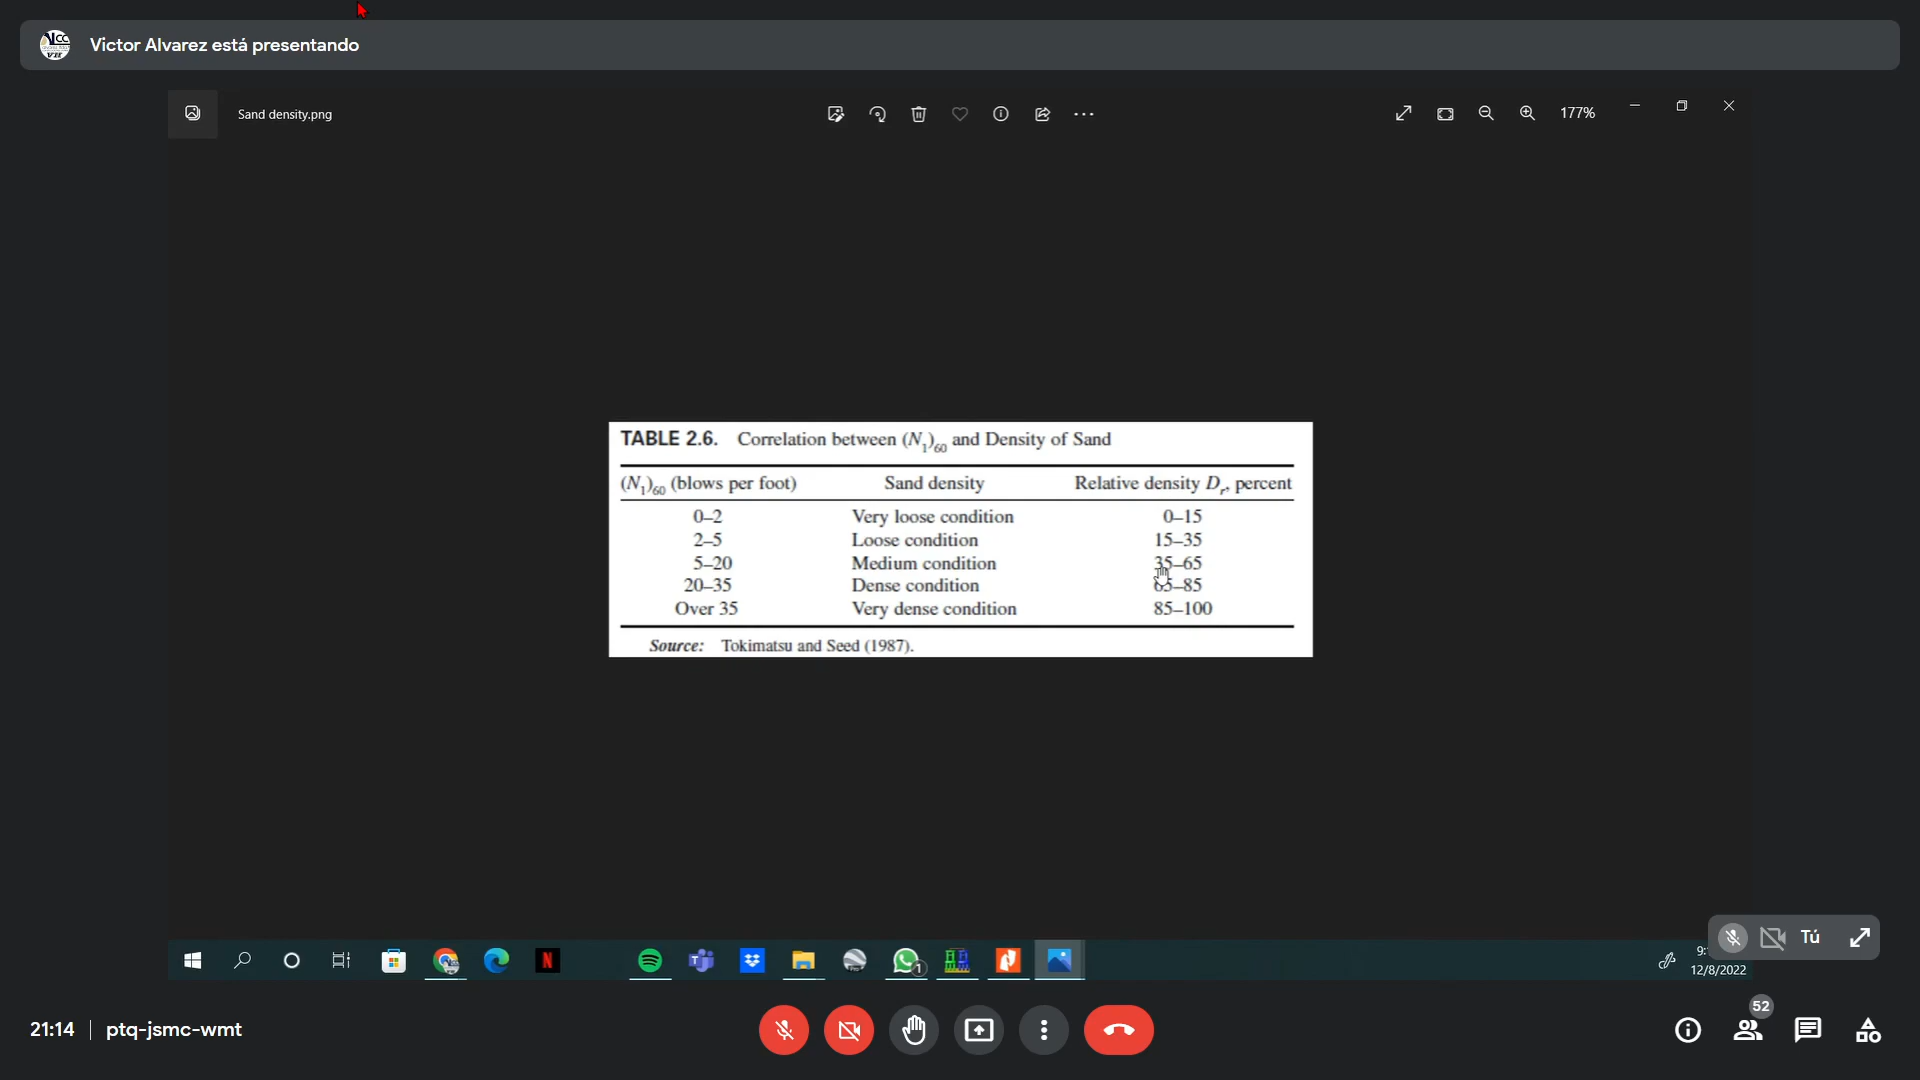 Victor Alvarez está presentando
Sand density.png
177%
TABLE 2.6. Correlation between (N₁)₆₀ and Density of Sand
(N₁)₆₀ (blows per foot) Sand density Relative density Dᵣ, percent
0–2 Very loose condition 0–15
2–5 Loose condition 15–35
5–20 Medium condition 35–65
20–35 Dense condition 65–85
Over 35 Very dense condition 85–100
Source: Tokimatsu and Seed (1987).
Tú
12/8/2022
21:14 | ptq-jsmc-wmt
52